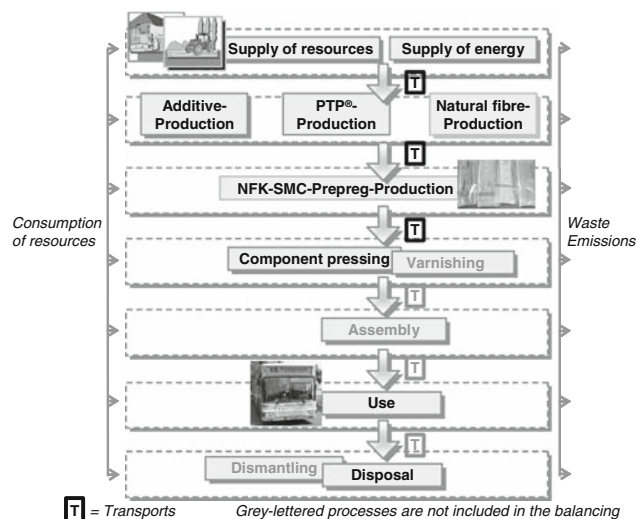 Supply of resources Supply of energy
T
Additive- PTP®- Natural fibre-
Production Production Production
T
NFK-SMC-Prepreg-Production
Consumption Waste
of resources Emissions
T
Component pressing Varnishing
T
Assembly
T
Use
T
Dismantling Disposal
T = Transports Grey-lettered processes are not included in the balancing